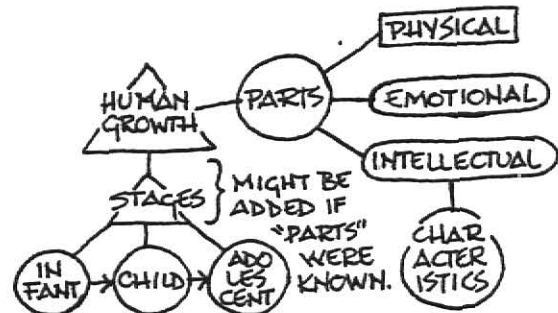 PHYSICAL
HUMAN
GROWTH
PARTS
EMOTIONAL
INTELLECTUAL
STAGES
MIGHT BE
ADDED IF
"PARTS"
WERE
KNOWN.
CHAR
ACTER
ISTICS
IN
FANT
CHILD
ADO
LES
CENT